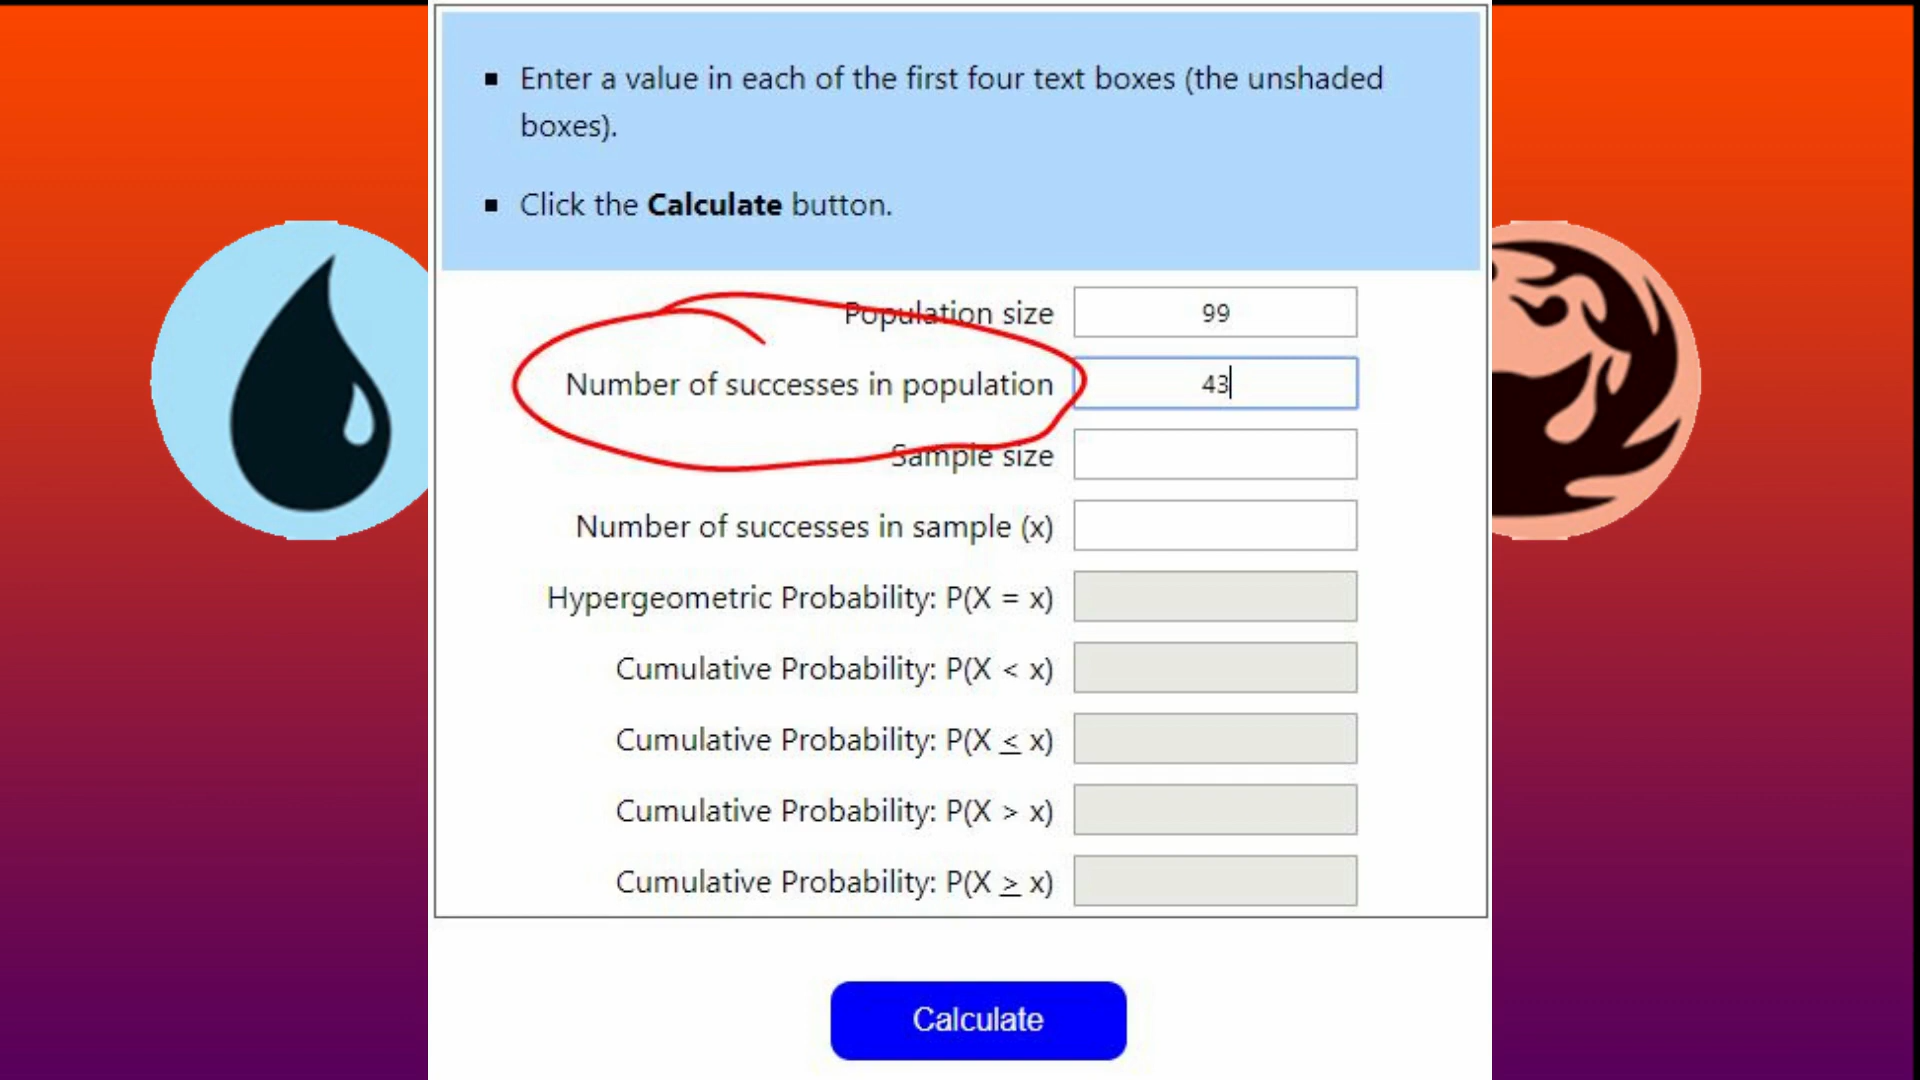 Enter a value in each of the first four text boxes (the unshaded
boxes).
Click the Calculate button.
Population size 99
Number of successes in population 43
Sample size
Number of successes in sample (x)
Hypergeometric Probability: P(X = x)
Cumulative Probability: P(X < x)
Cumulative Probability: P(X ≤ x)
Cumulative Probability: P(X > x)
Cumulative Probability: P(X ≥ x)
Calculate